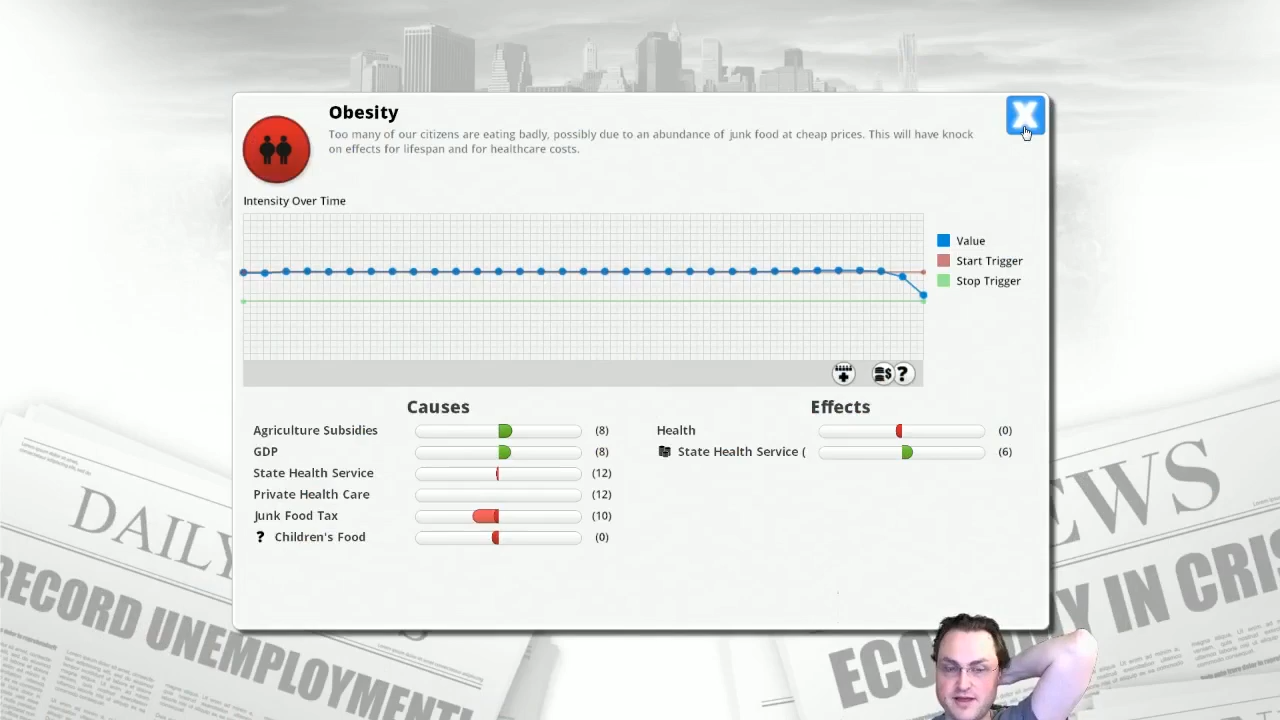 Obesity
Too many of our citizens are eating badly, possibly due to an abundance of junk food at cheap prices. This will have knock
on effects for lifespan and for healthcare costs.
X
Intensity Over Time
Value
Start Trigger
Stop Trigger
$ ?
Causes
Agriculture Subsidies (8)
GDP (8)
State Health Service (12)
Private Health Care (12)
Junk Food Tax (10)
? Children's Food (0)
Effects
Health (0)
State Health Service ( (6)
DAILY
RECORD UNEMPLOYMENT!
EWS
ECONOMY IN CRIS